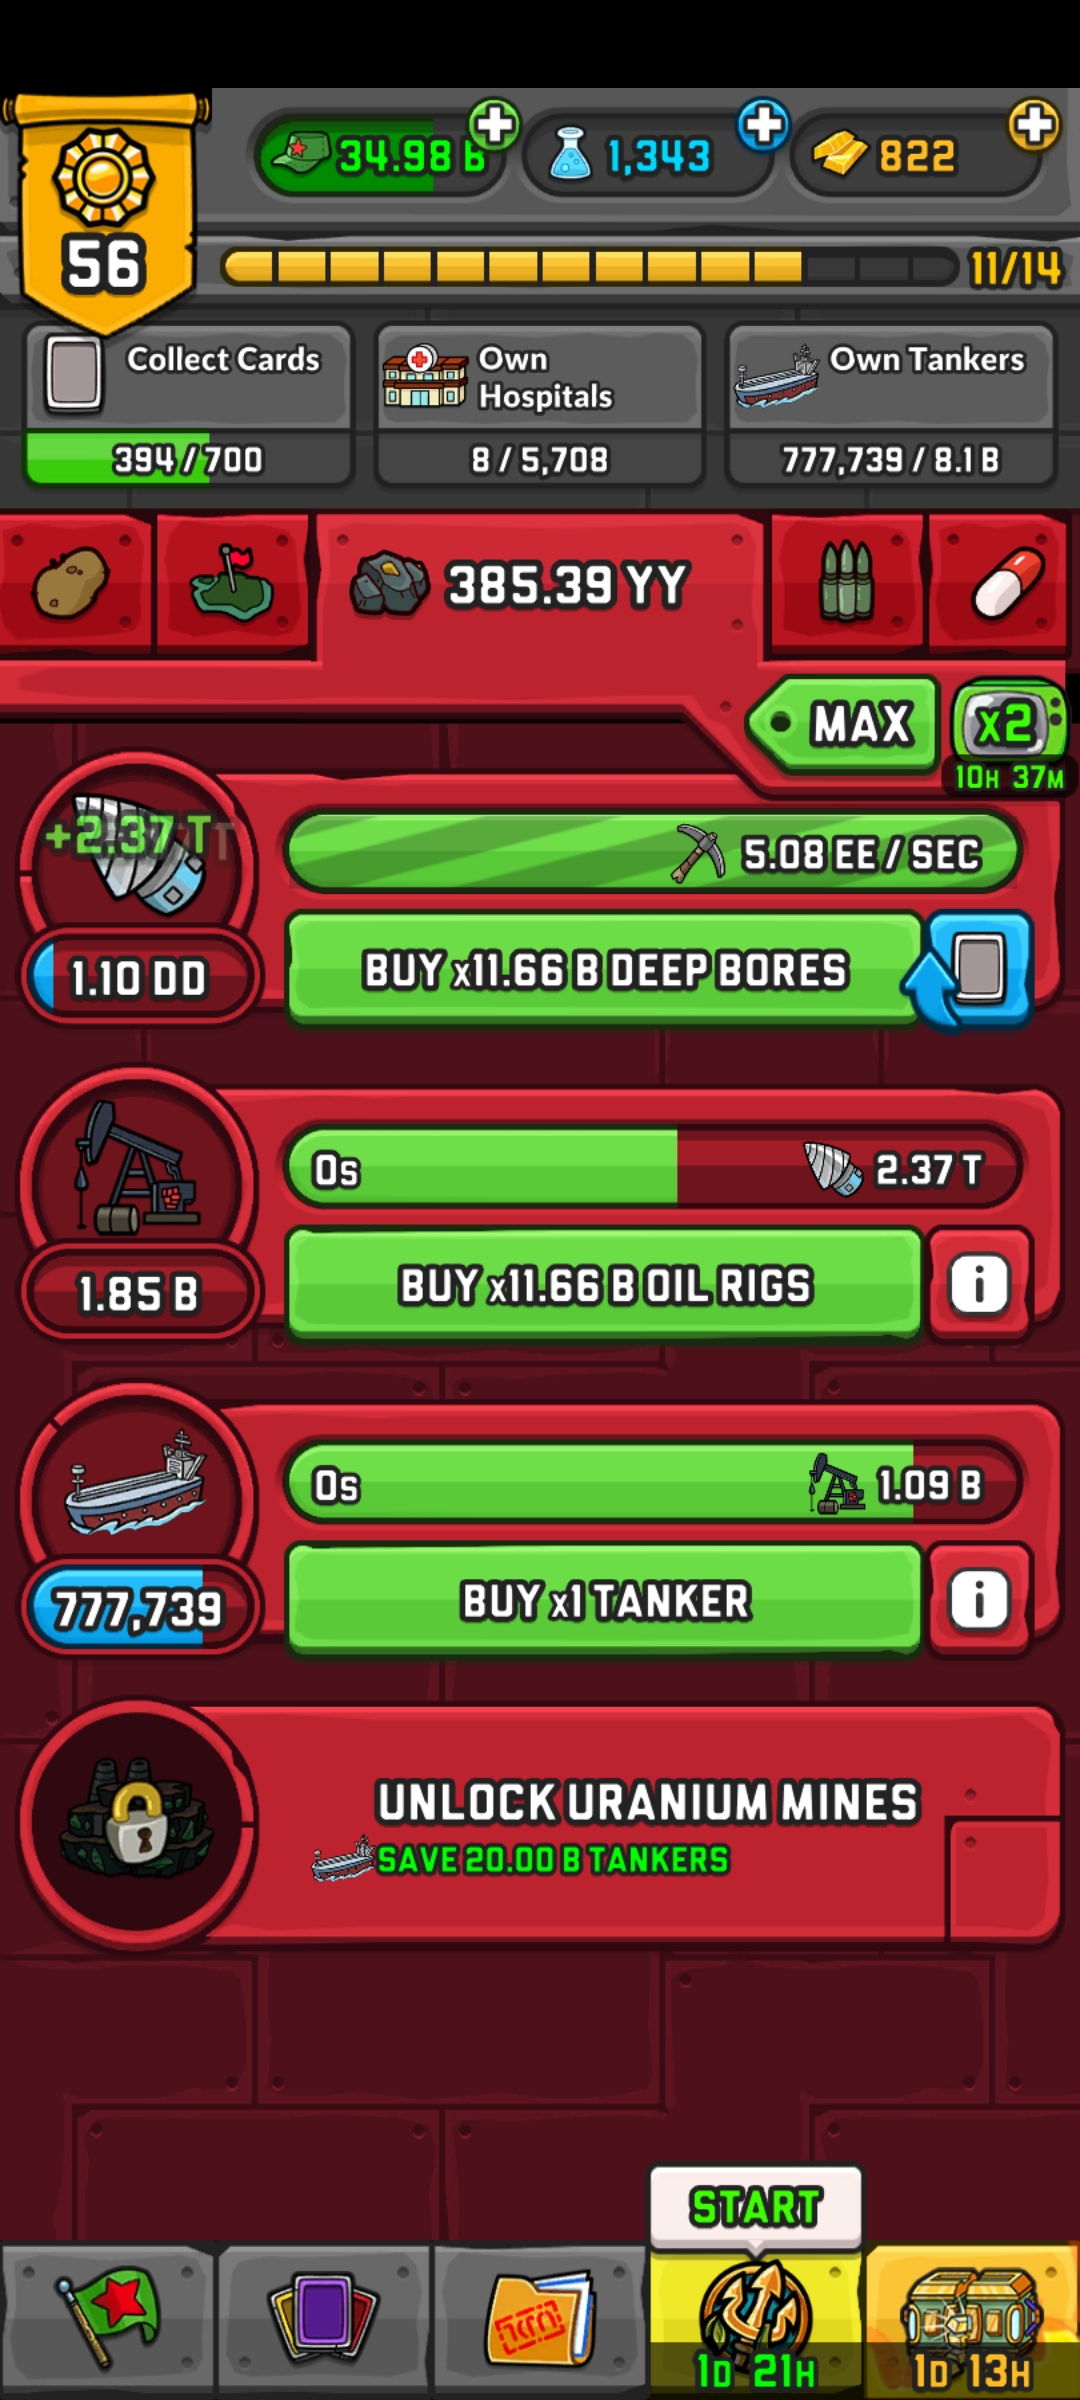 34.98 B
1,343
822
56
11/14
Collect Cards
394/700
Own
Hospitals
8/5,708
Own Tankers
777,739/8.1B
385.39 YY
MAX
x2
10H 37M
+2.37 T
5.08 EE/SEC
1.10 DD
BUY x11.66 B DEEP BORES
0s
2.37 T
1.85 B
BUY x11.66 B OIL RIGS
i
0s
1.09 B
777,739
BUY x1 TANKER
i
UNLOCK URANIUM MINES
SAVE 20.00 B TANKERS
START
1D 21H
1D 13H